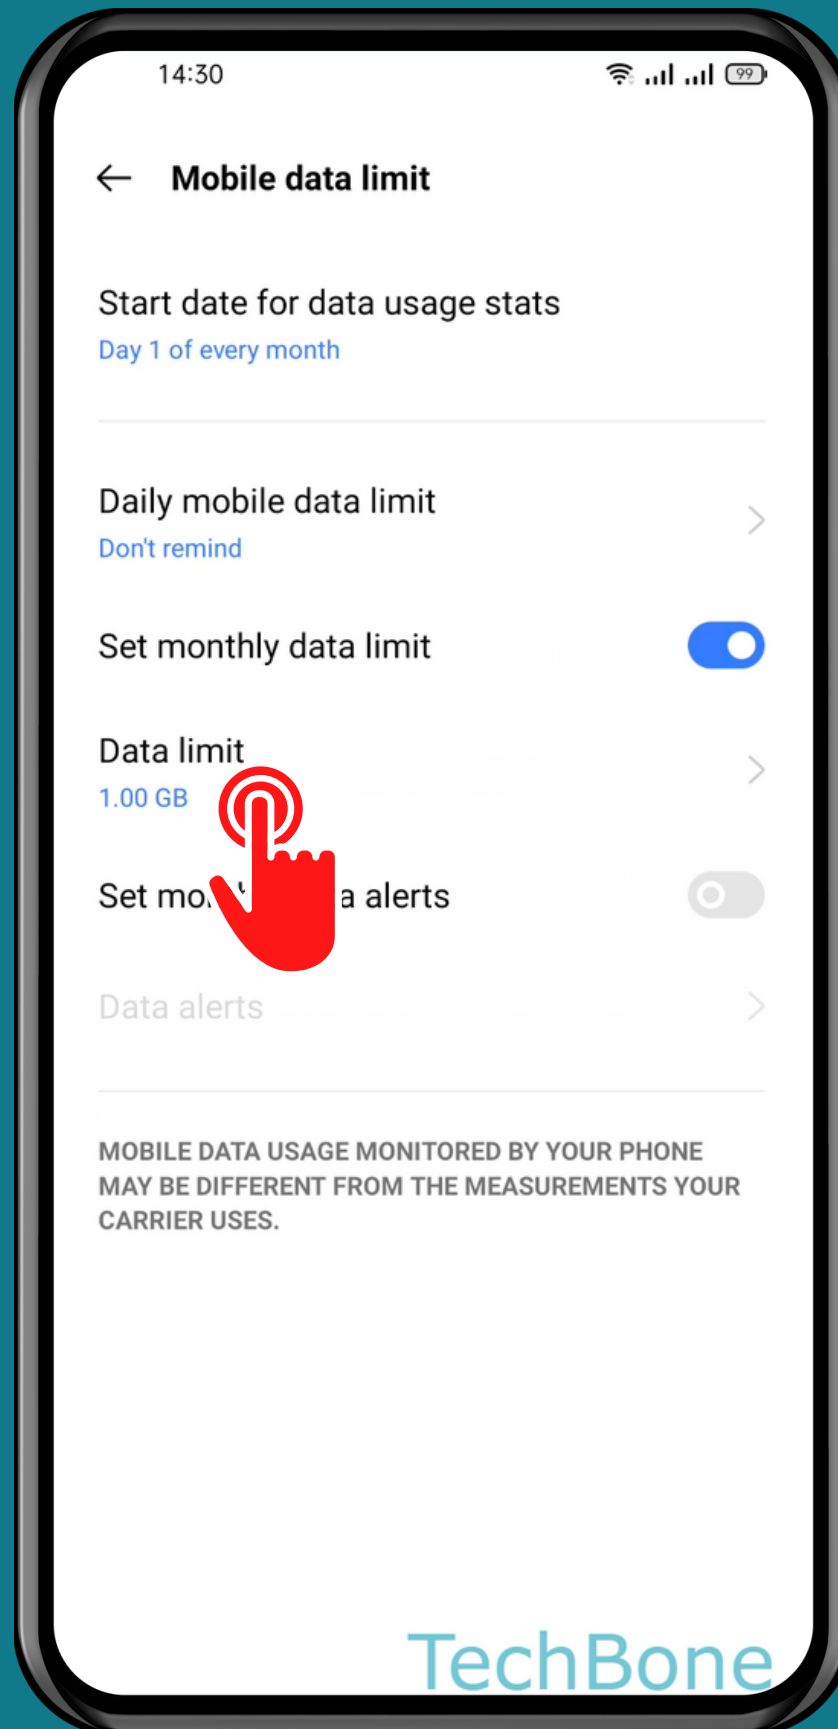 14:30
99
Mobile data limit
Start date for data usage stats
Day 1 of every month
Daily mobile data limit
Don't remind
Set monthly data limit
Data limit
1.00 GB
Set alerts
Data alerts
MOBILE DATA USAGE MONITORED BY YOUR PHONE
MAY BE DIFFERENT FROM THE MEASUREMENTS YOUR
CARRIER USES.
TechBone